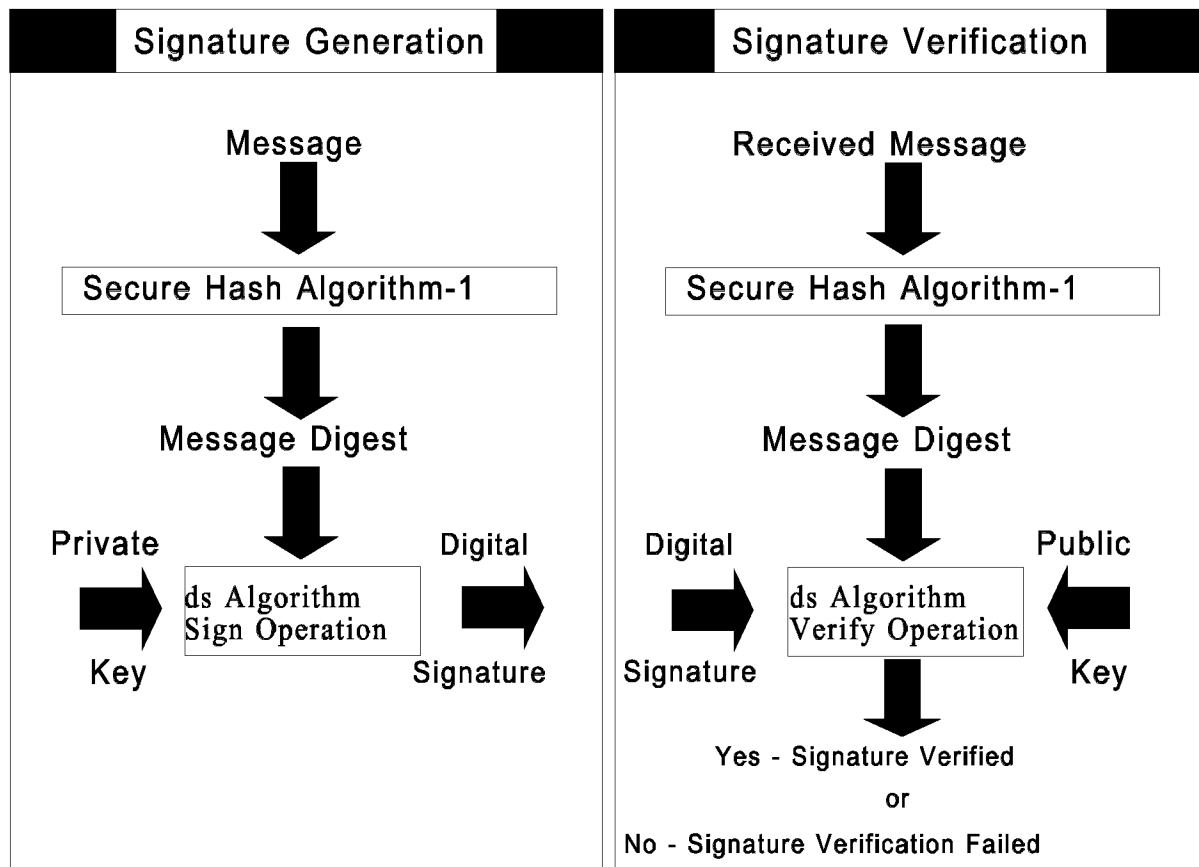 Signature Generation
Message
Secure Hash Algorithm-1
Message Digest
Private
Key
ds Algorithm
Sign Operation
Digital
Signature
Signature Verification
Received Message
Secure Hash Algorithm-1
Message Digest
Digital
Signature
ds Algorithm
Verify Operation
Public
Key
Yes - Signature Verified
or
No - Signature Verification Failed